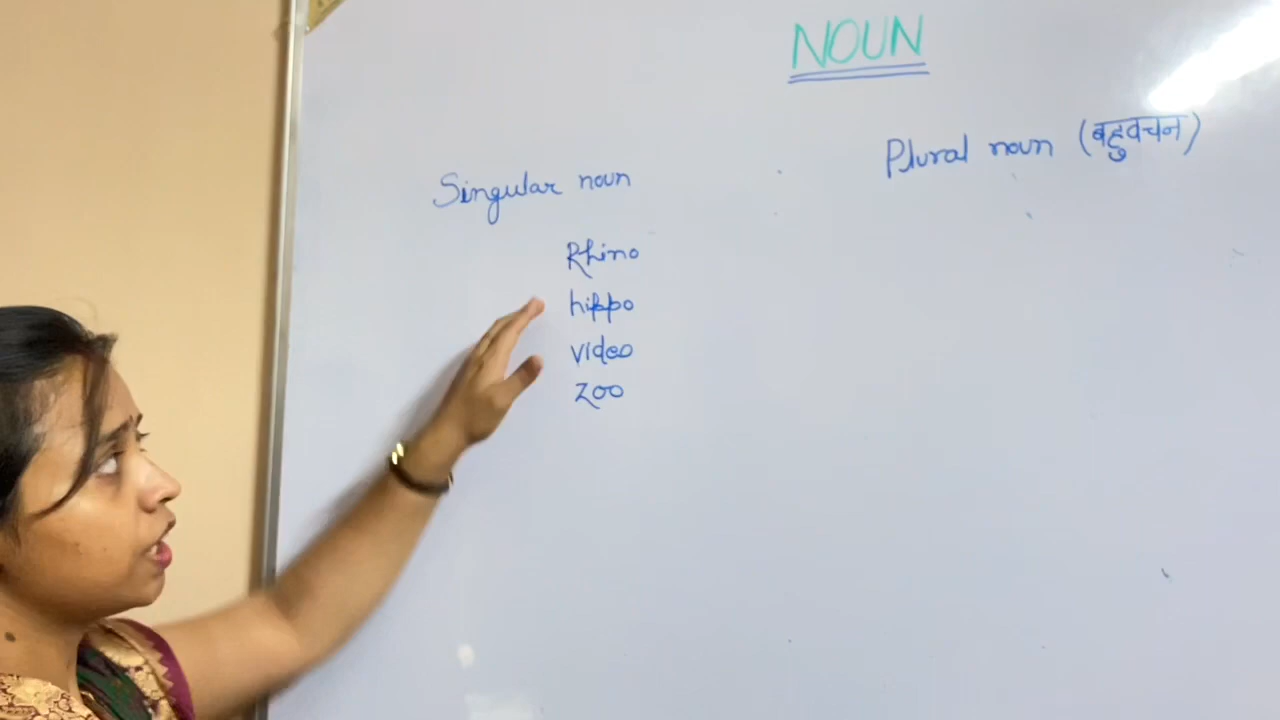 NOUN
Singular noun
Plural noun (बहुवचन)
Rhino
hippo
video
zoo